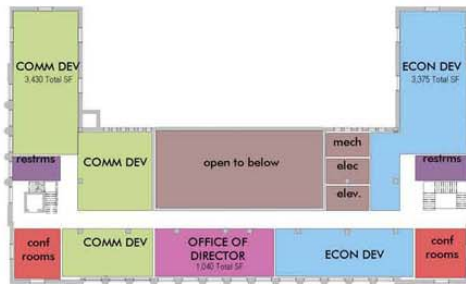 COMM DEV
3,430 Total SF
ECON DEV
3,375 Total SF
restrms
COMM DEV
open to below
mech
elec
elev.
restrms
conf
rooms
COMM DEV
OFFICE OF
DIRECTOR
1,040 Total SF
ECON DEV
conf
rooms